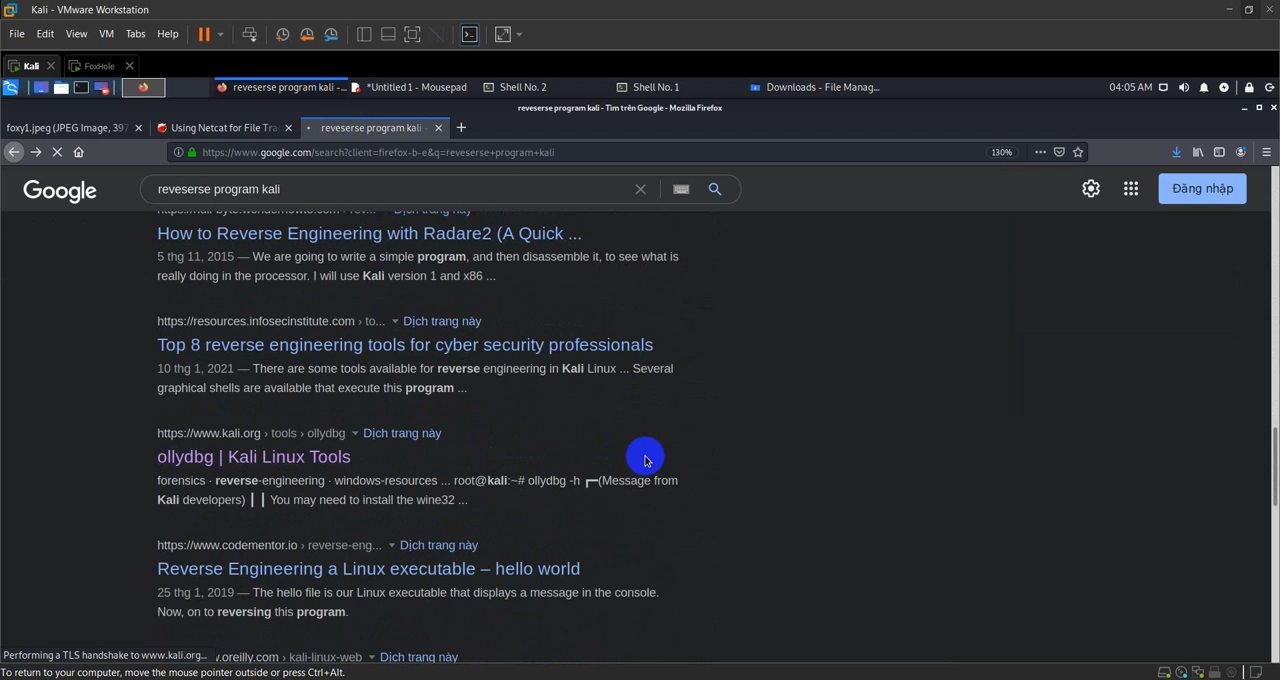 Kali - VMware Workstation
File Edit View VM Tabs Help
Kali FoxHole
reveserse program kali -... *Untitled 1 - Mousepad Shell No. 2 Shell No. 1 Downloads - File Manag... 04:05 AM
reveserse program kali - Tìm trên Google - Mozilla Firefox
foxy1.jpeg (JPEG Image, 397 Using Netcat for File Tra reveserse program kali -
https://www.google.com/search?client=firefox-b-e&q=reveserse+program+kali 130%
Google reveserse program kali Đăng nhập
Dịch trang này
How to Reverse Engineering with Radare2 (A Quick ...
5 thg 11, 2015 — We are going to write a simple program, and then disassemble it, to see what is
really doing in the processor. I will use Kali version 1 and x86 ...
https://resources.infosecinstitute.com › to... Dịch trang này
Top 8 reverse engineering tools for cyber security professionals
10 thg 1, 2021 — There are some tools available for reverse engineering in Kali Linux ... Several
graphical shells are available that execute this program ...
https://www.kali.org › tools › ollydbg Dịch trang này
ollydbg | Kali Linux Tools
forensics · reverse-engineering · windows-resources ... root@kali:~# ollydbg -h ┏━(Message from
Kali developers) ┃ ┃ You may need to install the wine32 ...
https://www.codementor.io › reverse-eng... Dịch trang này
Reverse Engineering a Linux executable – hello world
25 thg 1, 2019 — The hello file is our Linux executable that displays a message in the console.
Now, on to reversing this program.
Performing a TLS handshake to www.kali.org... .oreilly.com › kali-linux-web Dịch trang này
To return to your computer, move the mouse pointer outside or press Ctrl+Alt.